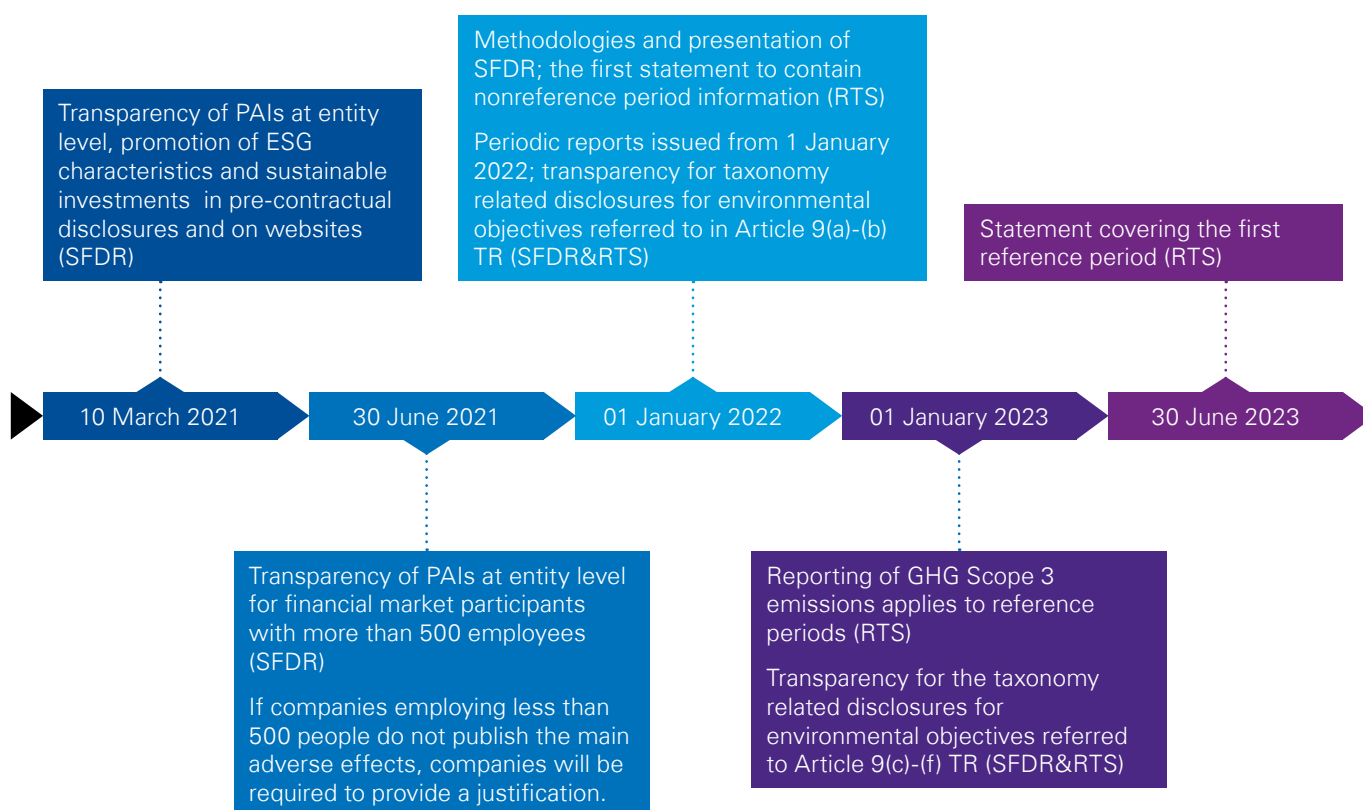 Transparency of PAIs at entity
level, promotion of ESG
characteristics and sustainable
investments  in pre-contractual
disclosures and on websites
(SFDR)
Methodologies and presentation of
SFDR; the first statement to contain
nonreference period information (RTS)
Periodic reports issued from 1 January
2022; transparency for taxonomy
related disclosures for environmental
objectives referred to in Article 9(a)-(b)
TR (SFDR&RTS)
Statement covering the first
reference period (RTS)
10 March 2021
30 June 2021
01 January 2022
01 January 2023
30 June 2023
Transparency of PAIs at entity level
for financial market participants
with more than 500 employees
(SFDR)
If companies employing less than
500 people do not publish the main
adverse effects, companies will be
required to provide a justification.
Reporting of GHG Scope 3
emissions applies to reference
periods (RTS)
Transparency for the taxonomy
related disclosures for
environmental objectives referred
to Article 9(c)-(f) TR (SFDR&RTS)